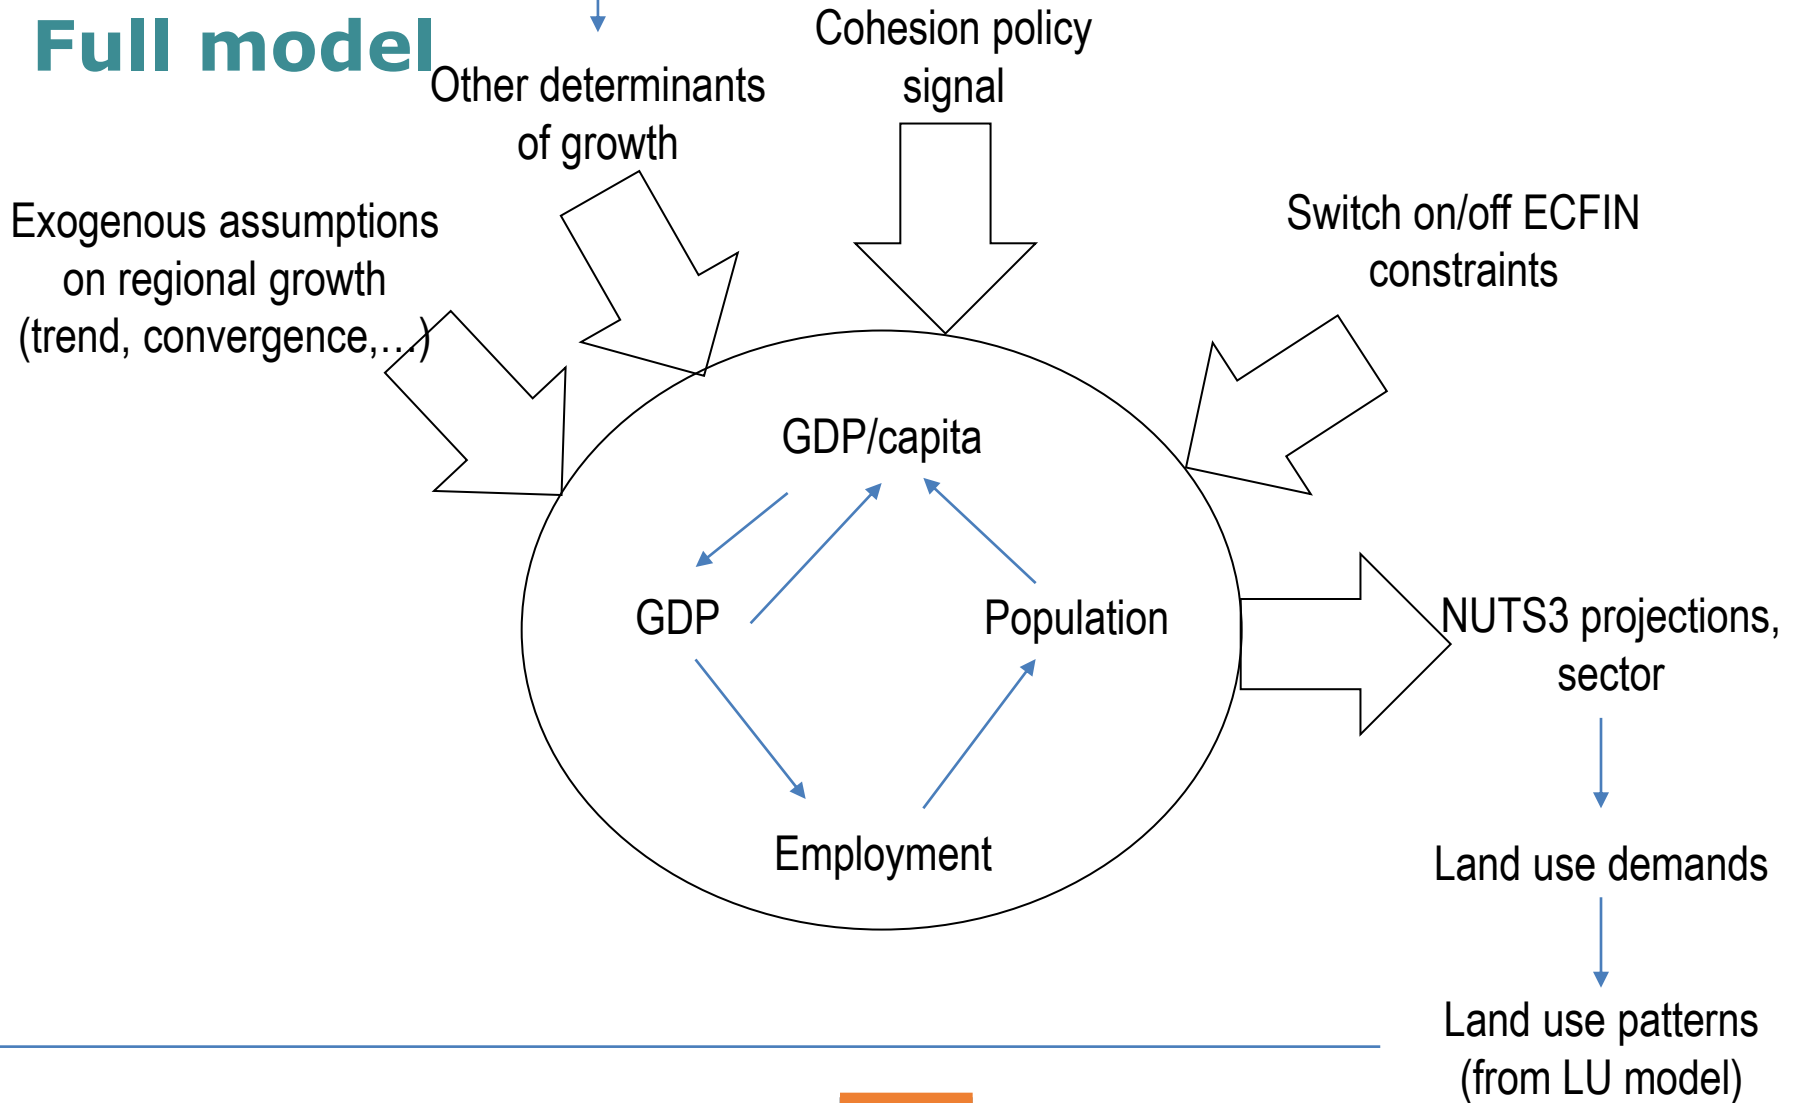 Full model
Other determinants
of growth
Cohesion policy
signal
Exogenous assumptions
on regional growth
(trend, convergence,…)
Switch on/off ECFIN
constraints
GDP/capita
GDP
Population
Employment
NUTS3 projections,
sector
Land use demands
Land use patterns
(from LU model)